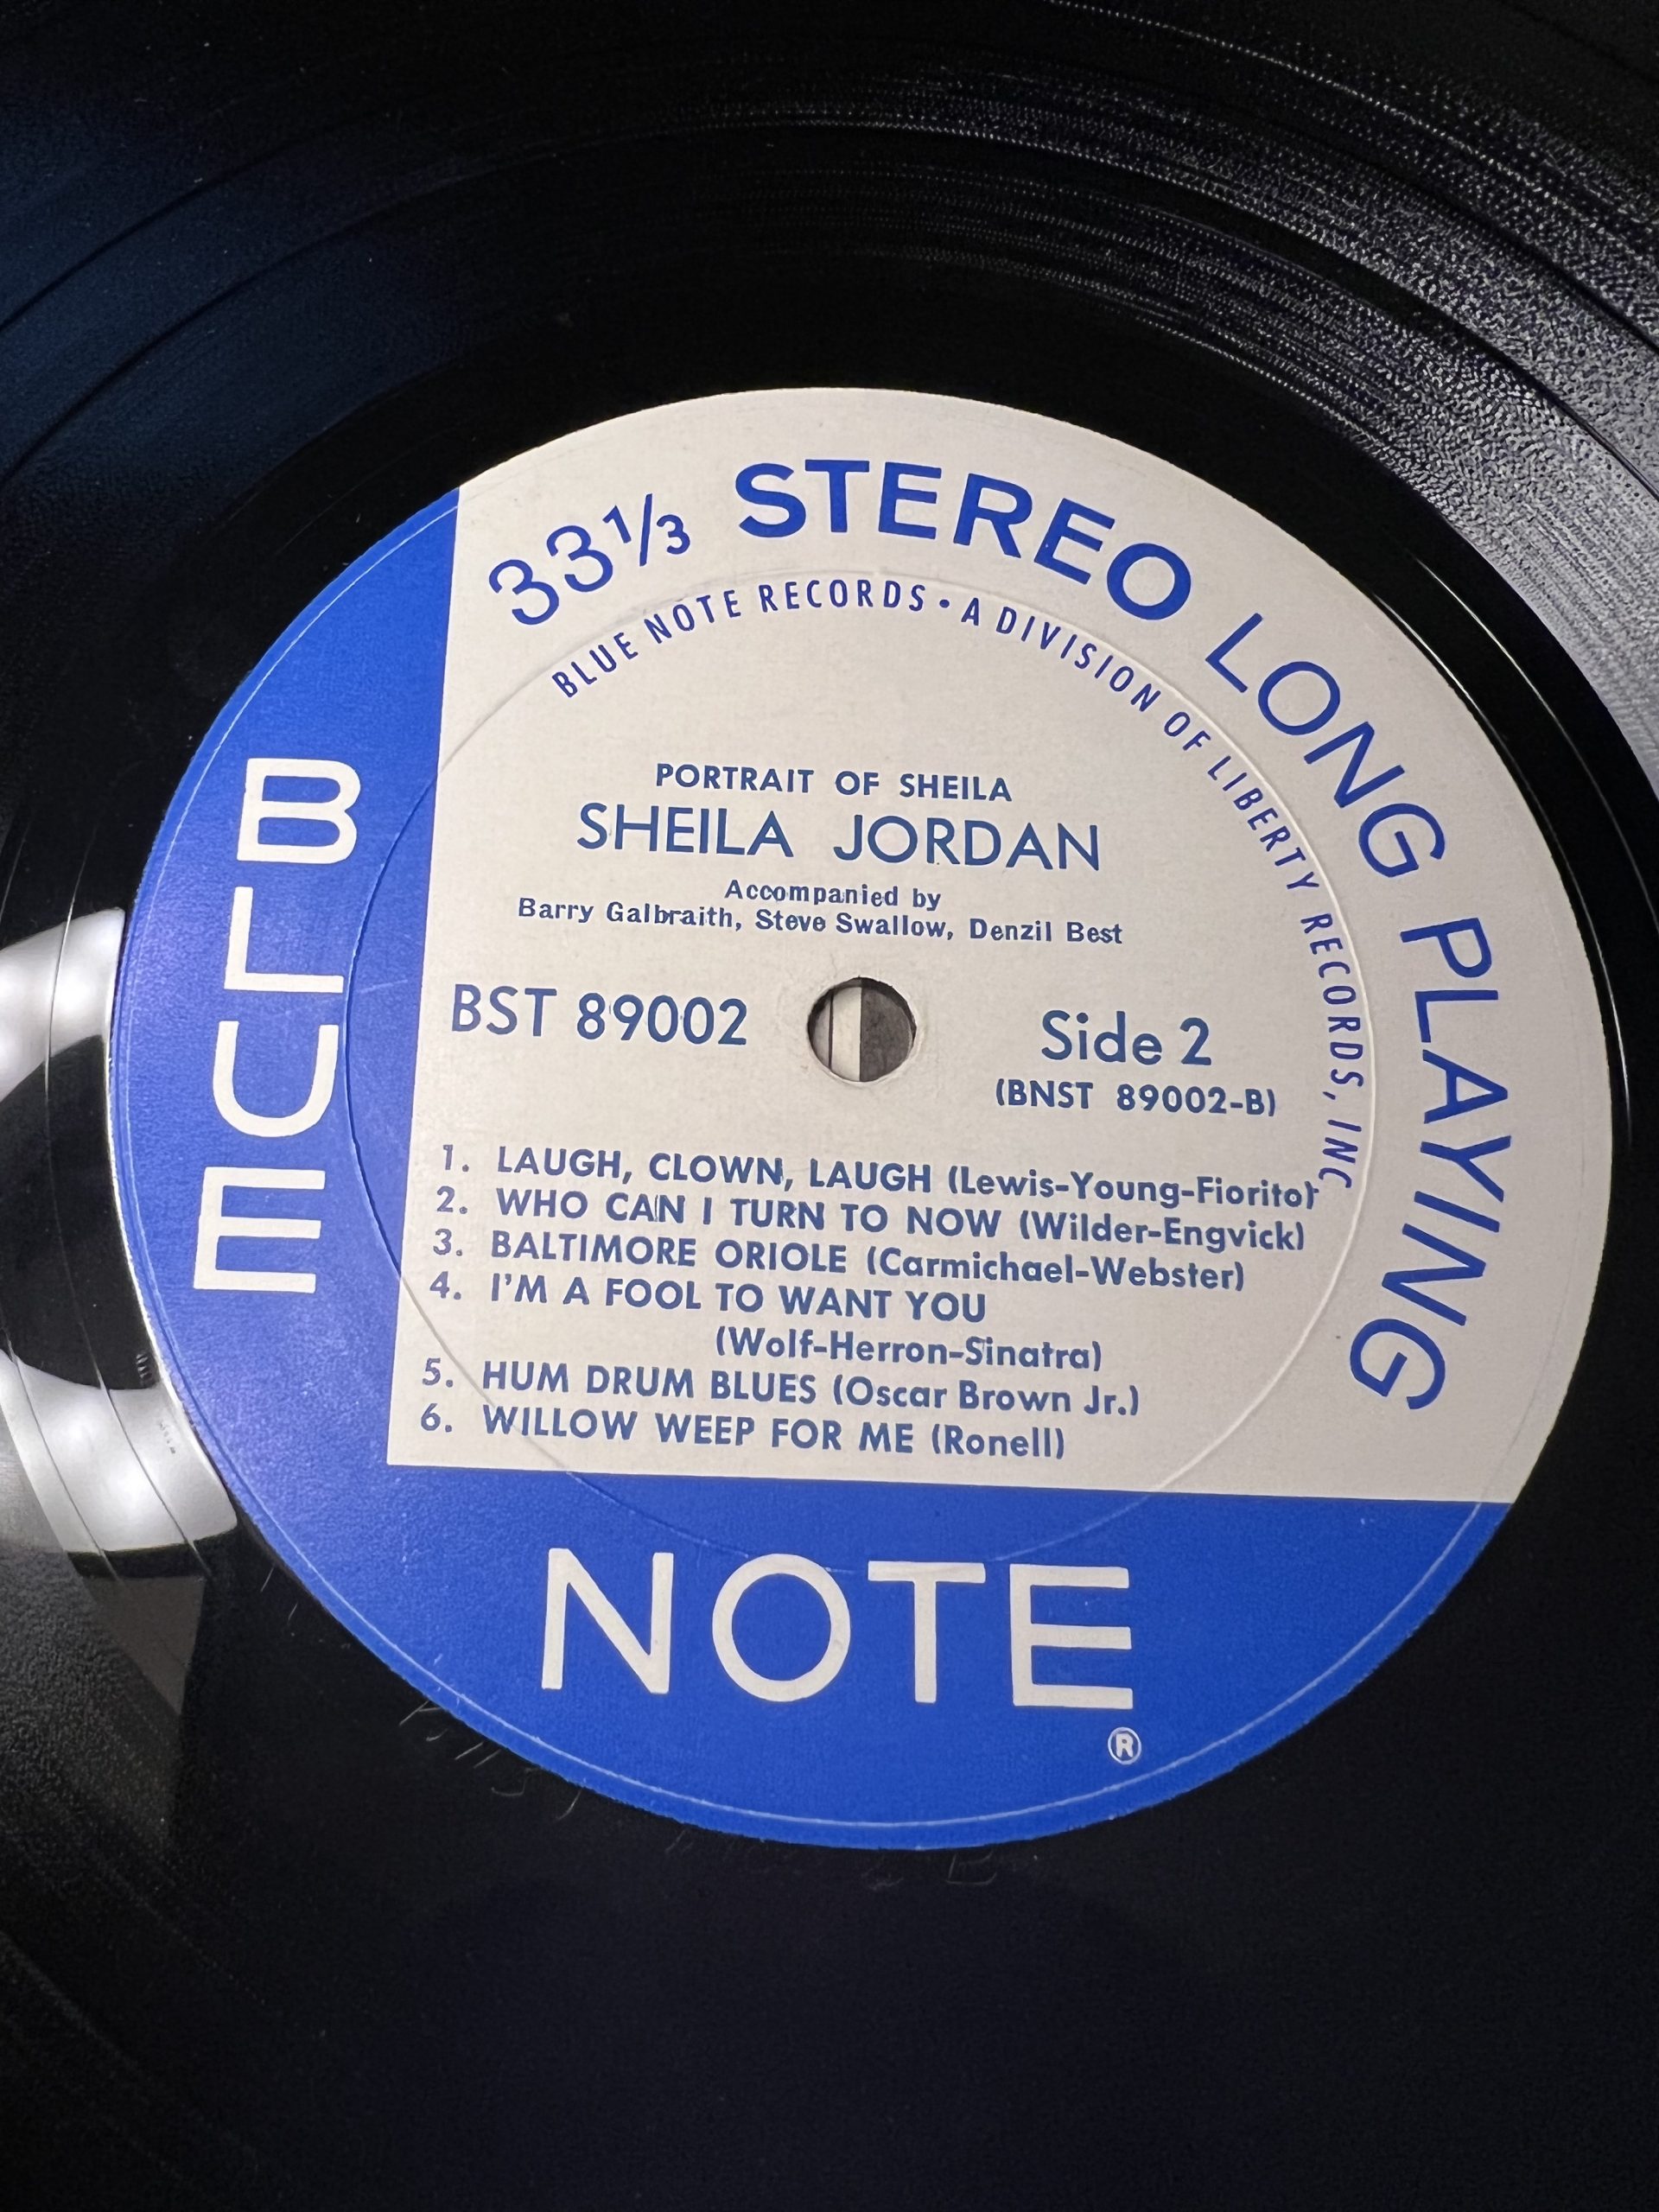 33⅓ STEREO LONG PLAYING
BLUE NOTE RECORDS • A DIVISION OF LIBERTY RECORDS, INC
PORTRAIT OF SHEILA
SHEILA JORDAN
Accompanied by
Barry Galbraith, Steve Swallow, Denzil Best
BST 89002
Side 2
(BNST 89002-B)
1. LAUGH, CLOWN, LAUGH (Lewis-Young-Fiorito)
2. WHO CAN I TURN TO NOW (Wilder-Engvick)
3. BALTIMORE ORIOLE (Carmichael-Webster)
4. I'M A FOOL TO WANT YOU
(Wolf-Herron-Sinatra)
5. HUM DRUM BLUES (Oscar Brown Jr.)
6. WILLOW WEEP FOR ME (Ronell)
BLUE
NOTE
®